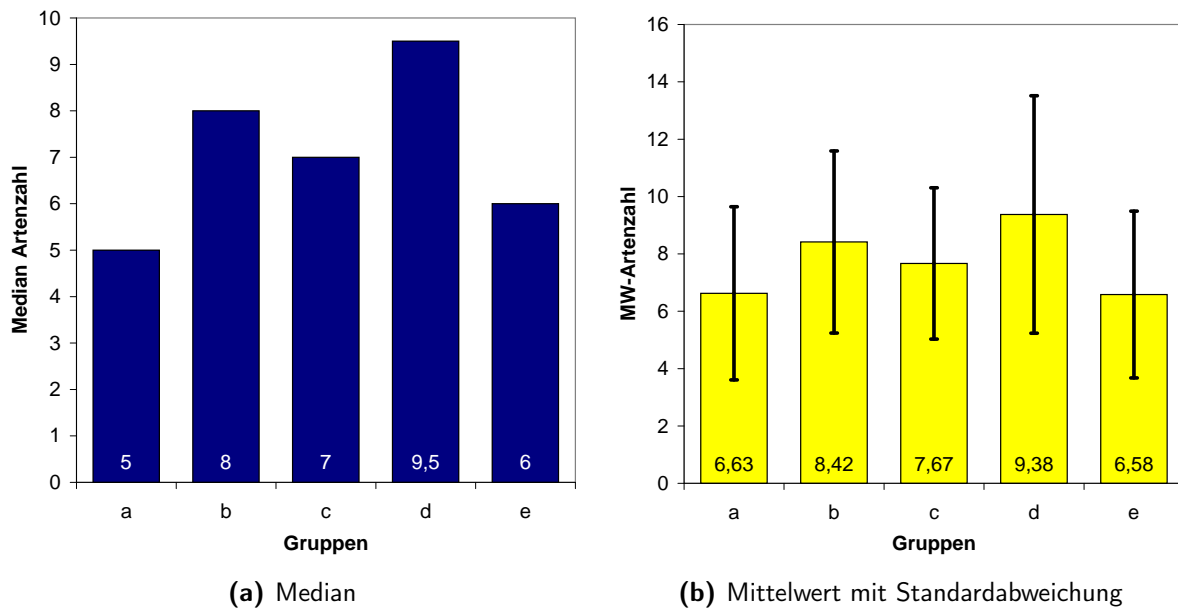 10
9
8
7
6
5
4
3
2
1
0
Median Artenzahl
5 8 7 9,5 6
a b c d e
Gruppen
(a) Median
16
14
12
10
8
6
4
2
0
MW-Artenzahl
6,63 8,42 7,67 9,38 6,58
a b c d e
Gruppen
(b) Mittelwert mit Standardabweichung